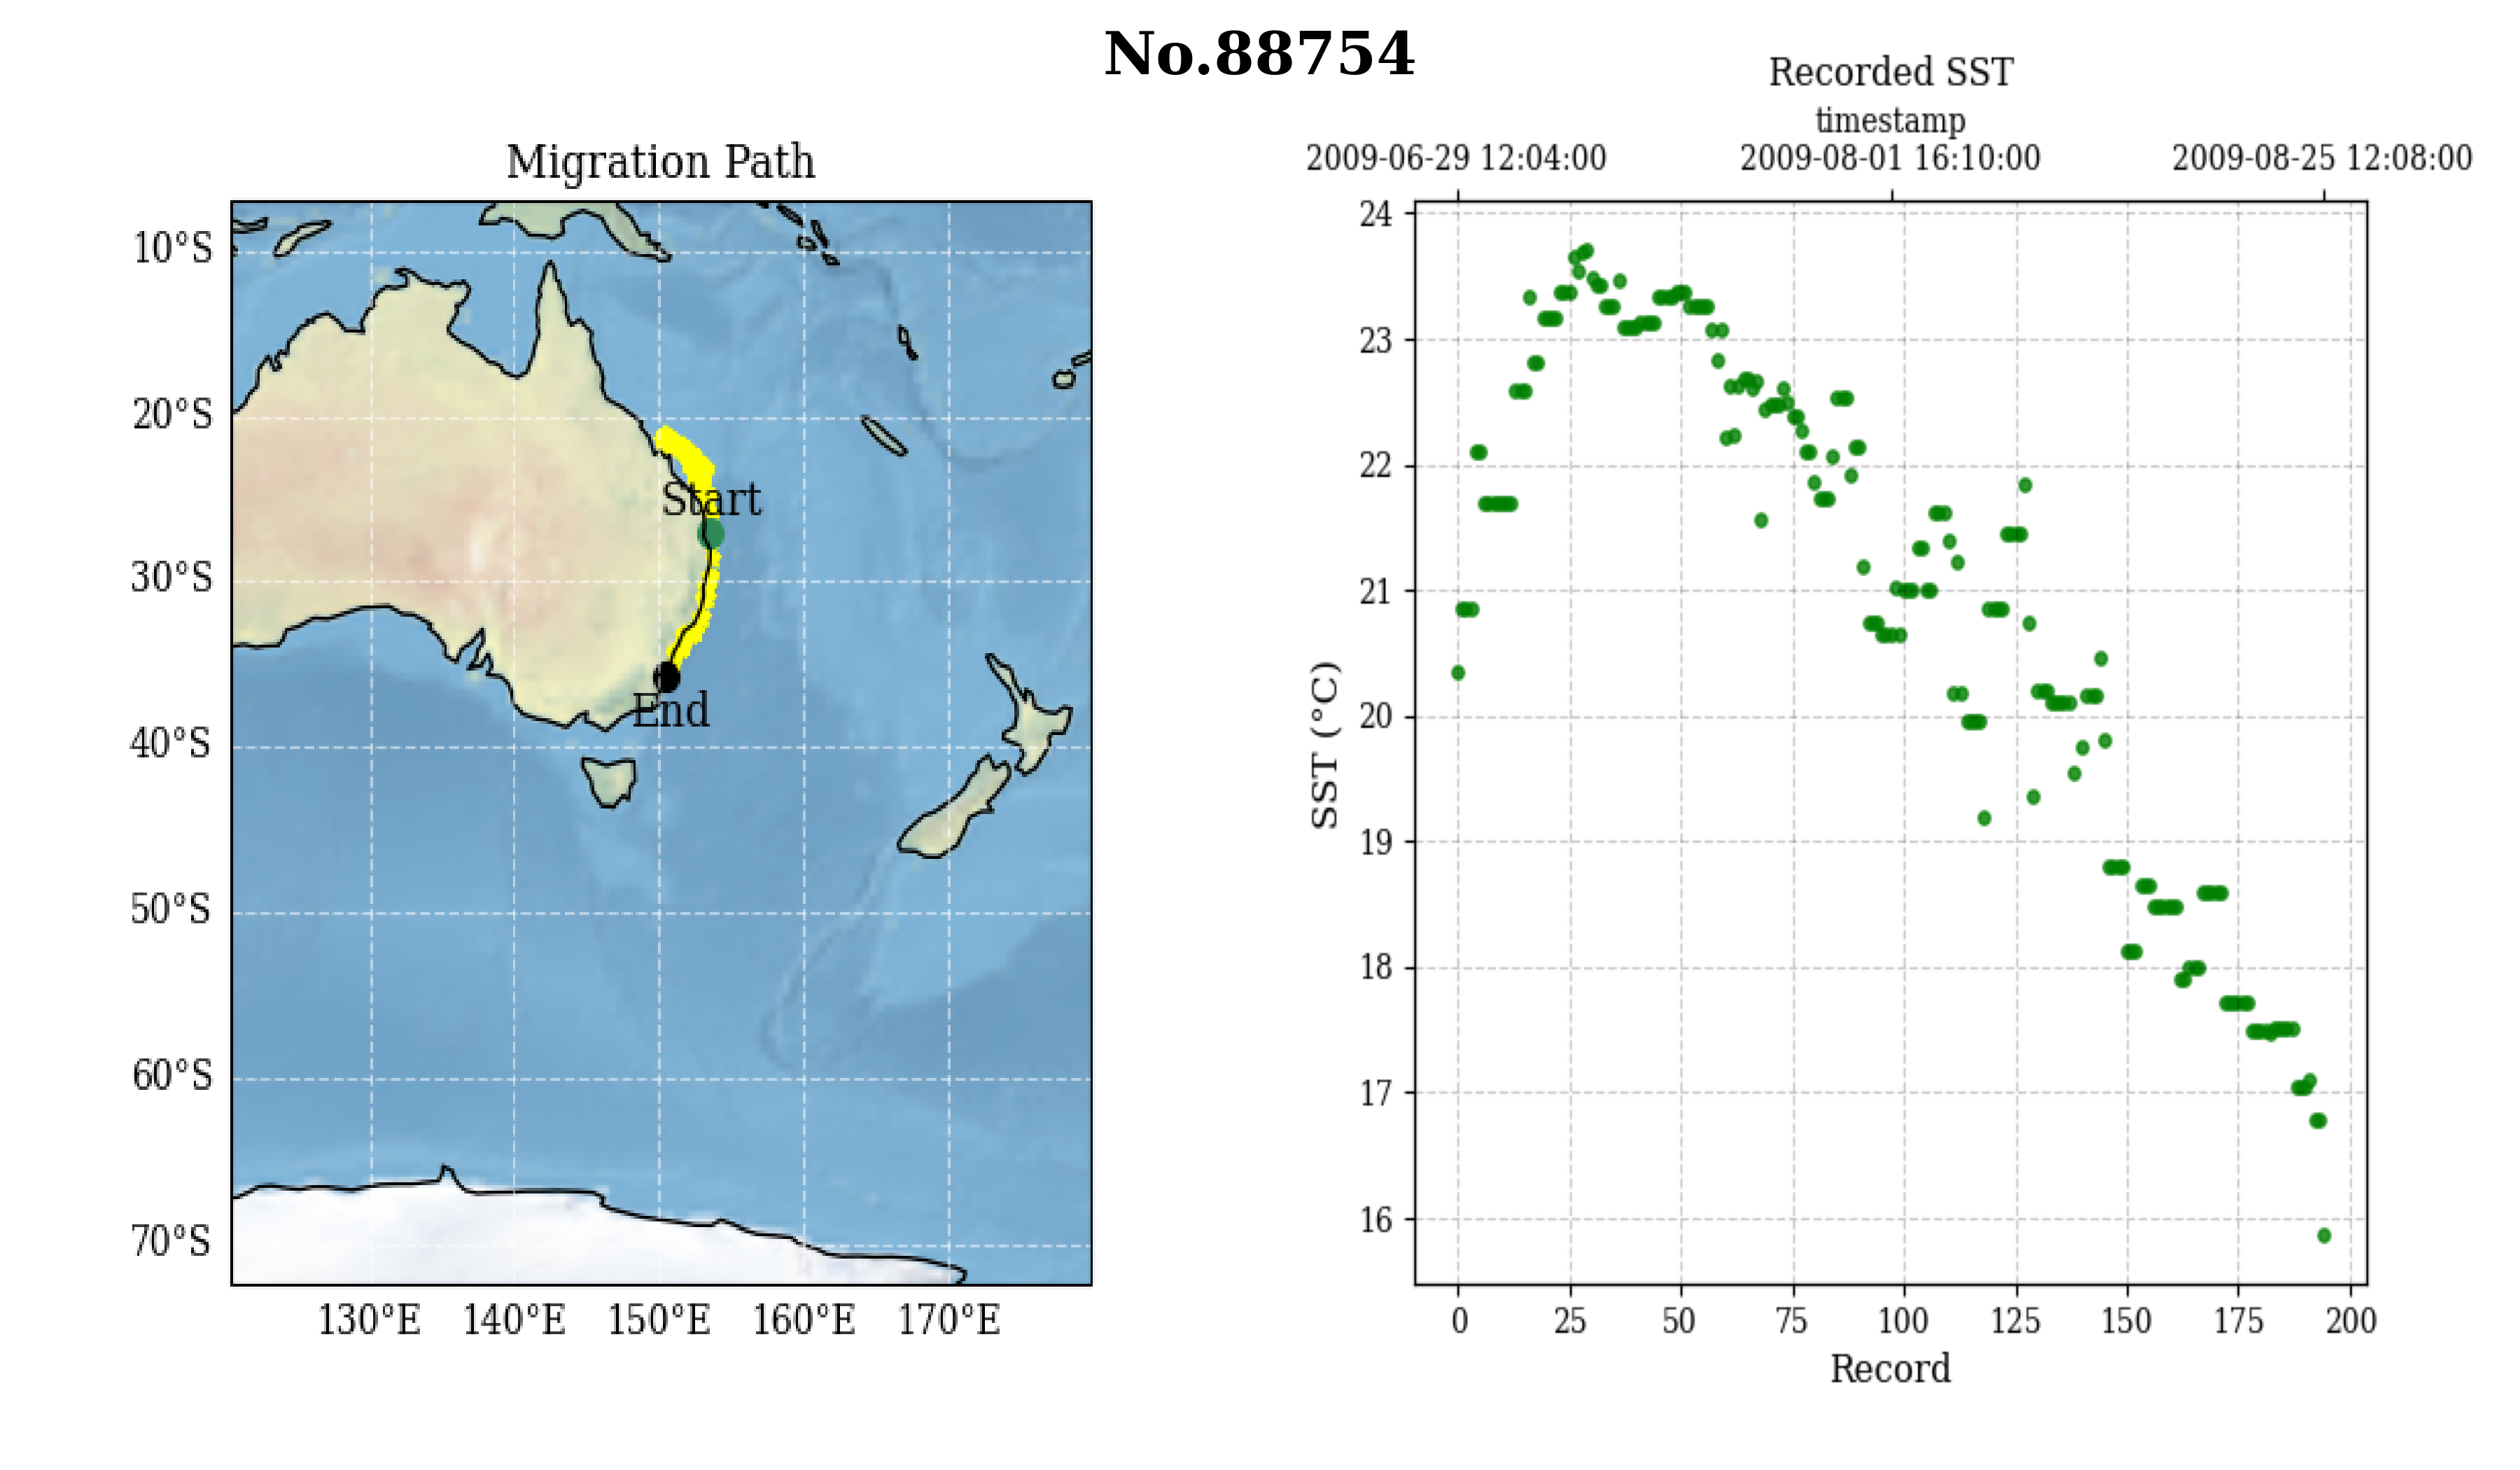 No.88754
Migration Path
10°S
20°S
30°S
40°S
50°S
60°S
70°S
130°E 140°E 150°E 160°E 170°E
Start
End
Recorded SST
timestamp
2009-06-29 12:04:00 2009-08-01 16:10:00 2009-08-25 12:08:00
SST (°C)
24
23
22
21
20
19
18
17
16
0 25 50 75 100 125 150 175 200
Record